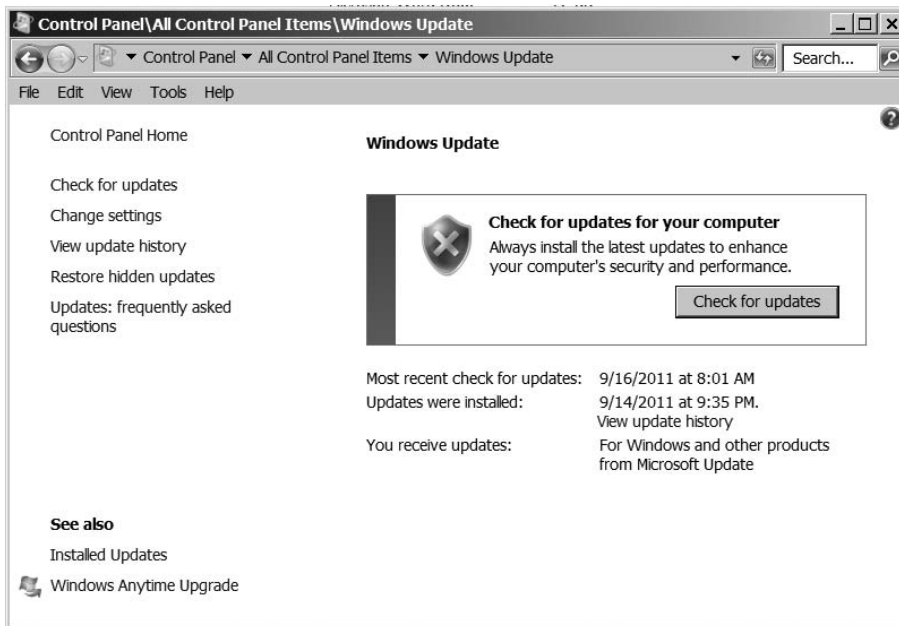 Control Panel\All Control Panel Items\Windows Update
Control Panel All Control Panel Items Windows Update Search...
File Edit View Tools Help
Control Panel Home
Check for updates
Change settings
View update history
Restore hidden updates
Updates: frequently asked
questions
See also
Installed Updates
Windows Anytime Upgrade
Windows Update
Check for updates for your computer
Always install the latest updates to enhance
your computer's security and performance.
Check for updates
Most recent check for updates: 9/16/2011 at 8:01 AM
Updates were installed: 9/14/2011 at 9:35 PM.
View update history
You receive updates: For Windows and other products
from Microsoft Update